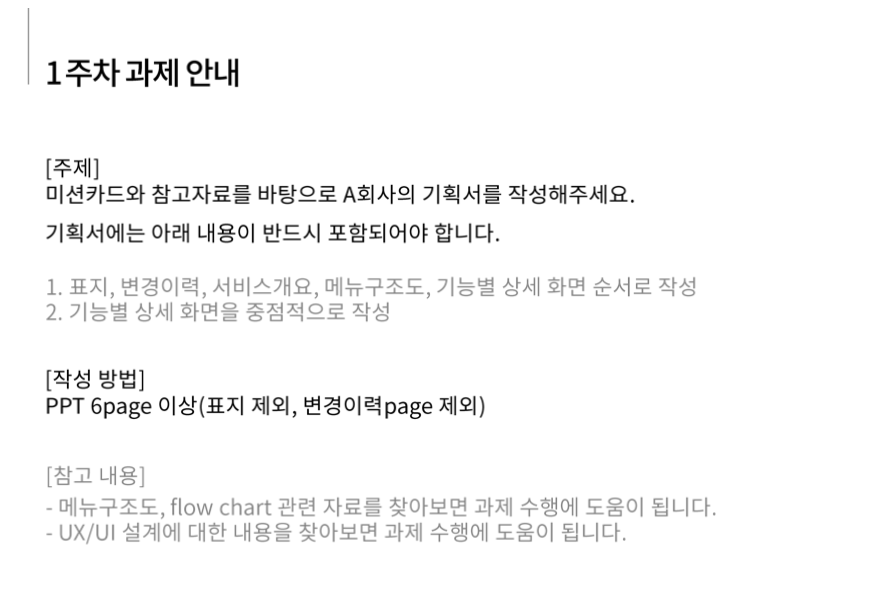 1주차 과제 안내
[주제]
미션카드와 참고자료를 바탕으로 A회사의 기획서를 작성해주세요.
기획서에는 아래 내용이 반드시 포함되어야 합니다.
1. 표지, 변경이력, 서비스개요, 메뉴구조도, 기능별 상세 화면 순서로 작성
2. 기능별 상세 화면을 중점적으로 작성
[작성 방법]
PPT 6page 이상(표지 제외, 변경이력page 제외)
[참고 내용]
- 메뉴구조도, flow chart 관련 자료를 찾아보면 과제 수행에 도움이 됩니다.
- UX/UI 설계에 대한 내용을 찾아보면 과제 수행에 도움이 됩니다.